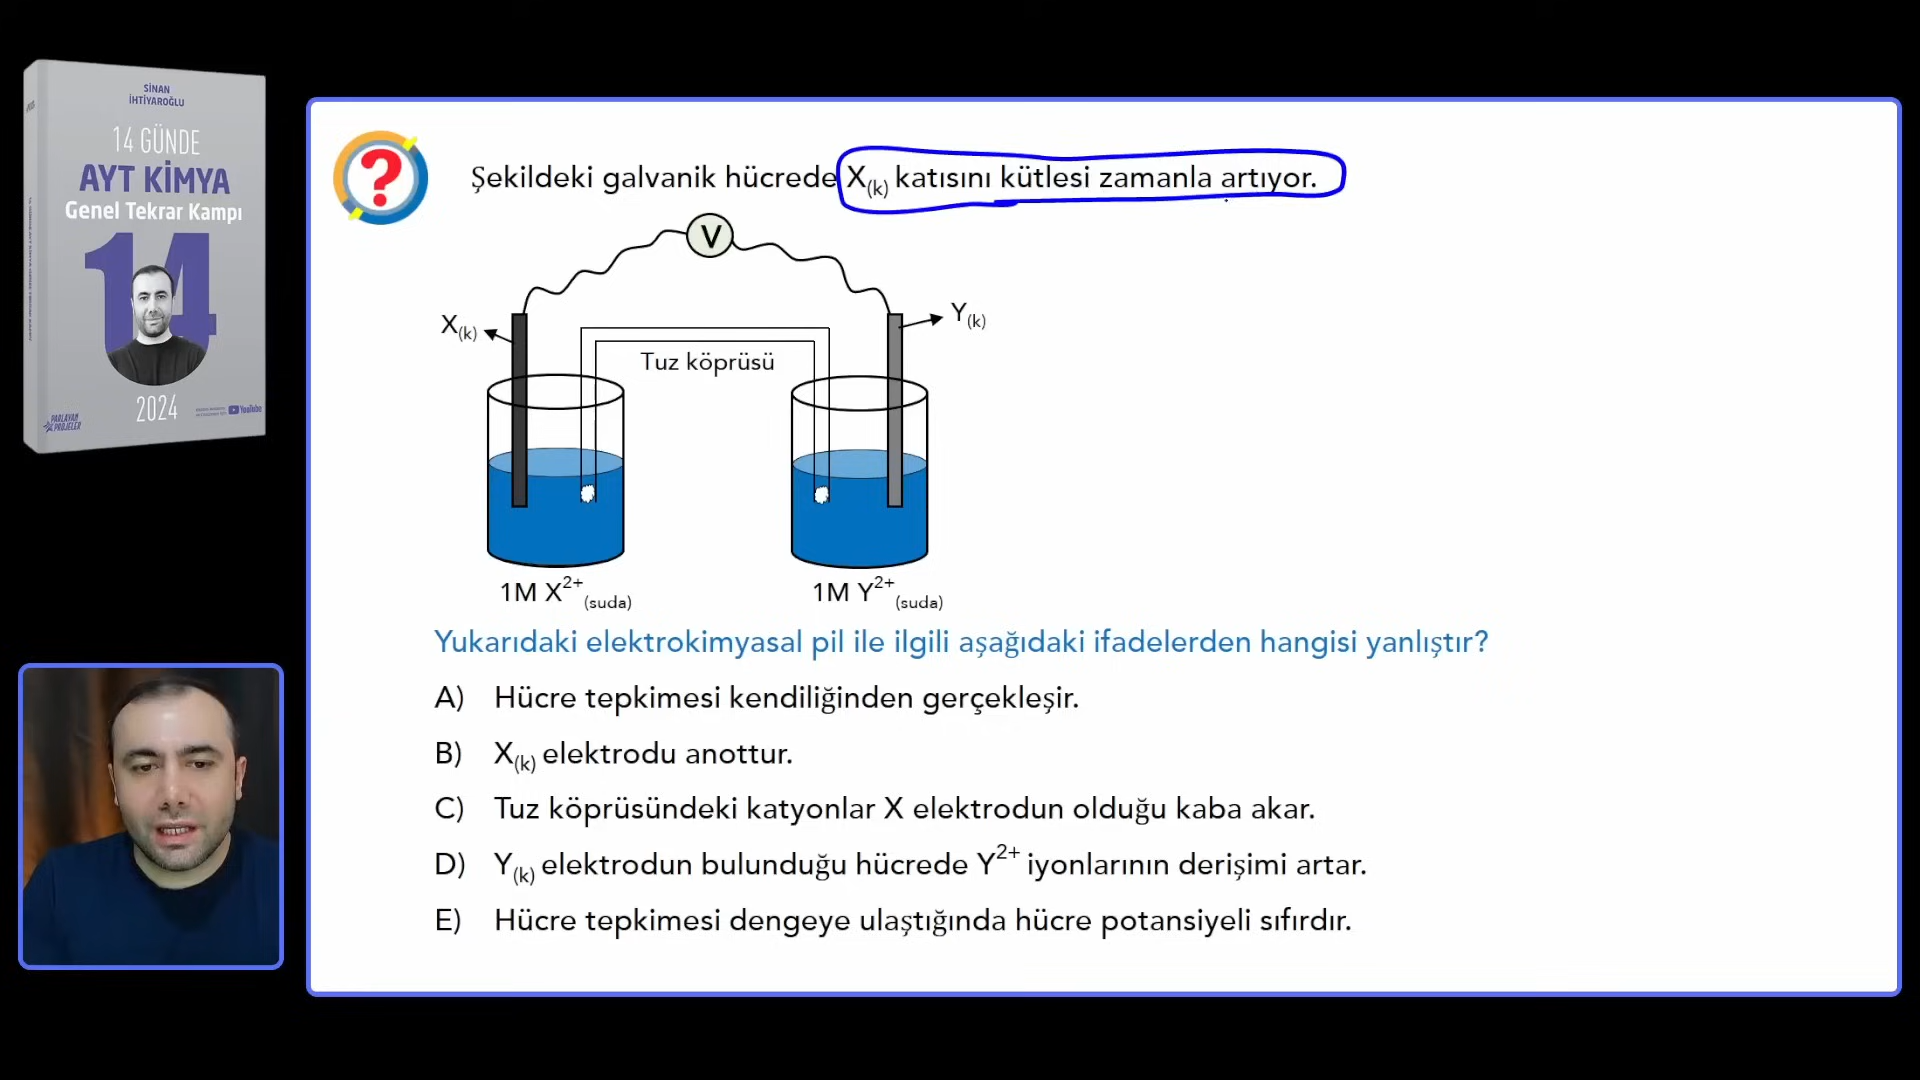 SİNAN
İHTİYAROĞLU
14 GÜNDE
AYT KİMYA
Genel Tekrar Kampı
14
2024
PARLAYAN
PROJELER
YouTube
Şekildeki galvanik hücrede X(k) katısını kütlesi zamanla artıyor.
V
X(k)
Y(k)
Tuz köprüsü
1M X2+(suda)
1M Y2+(suda)
Yukarıdaki elektrokimyasal pil ile ilgili aşağıdaki ifadelerden hangisi yanlıştır?
A) Hücre tepkimesi kendiliğinden gerçekleşir.
B) X(k) elektrodu anottur.
C) Tuz köprüsündeki katyonlar X elektrodun olduğu kaba akar.
D) Y(k) elektrodun bulunduğu hücrede Y2+ iyonlarının derişimi artar.
E) Hücre tepkimesi dengeye ulaştığında hücre potansiyeli sıfırdır.